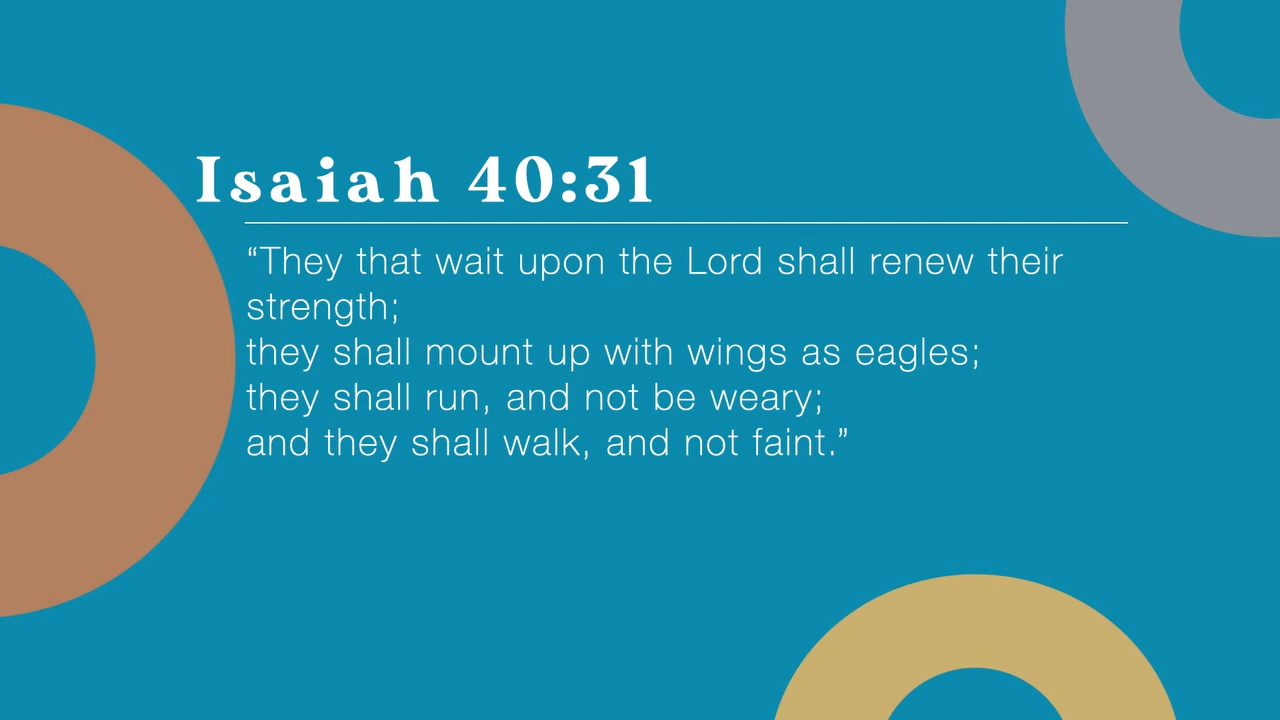 Isaiah 40:31
“They that wait upon the Lord shall renew their
strength;
they shall mount up with wings as eagles;
they shall run, and not be weary;
and they shall walk, and not faint.”